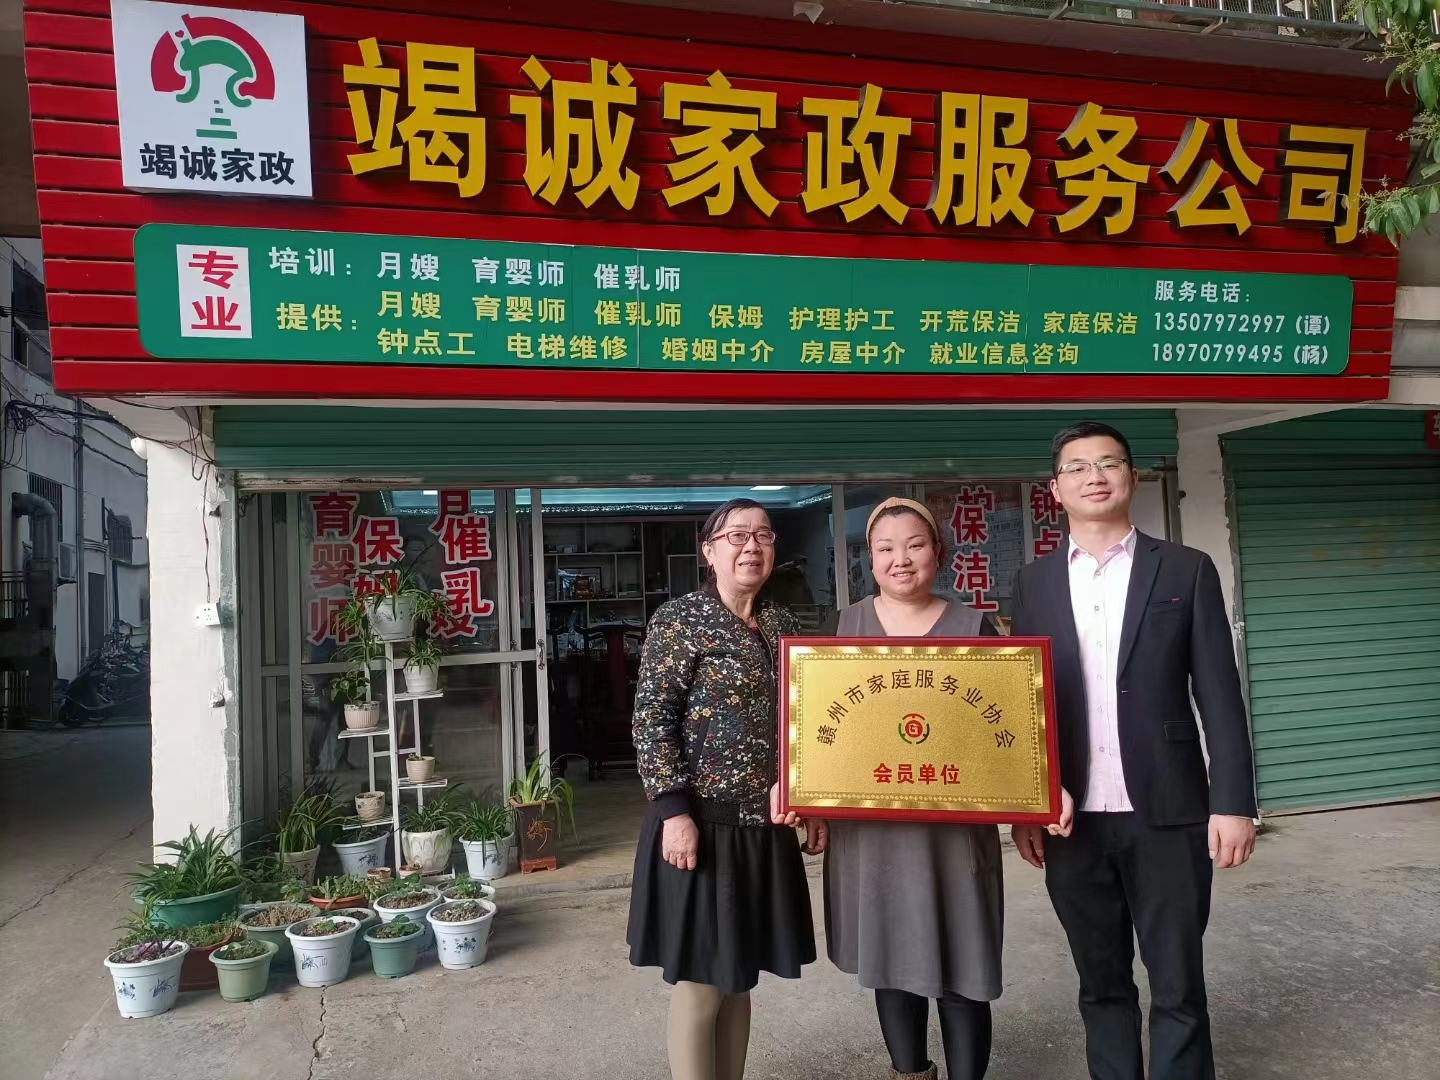 竭诚家政
竭诚家政服务公司
专业
培训：月嫂 育婴师 催乳师
提供：月嫂 育婴师 催乳师 保姆 护理护工 开荒保洁 家庭保洁
钟点工 电梯维修 婚姻中介 房屋中介 就业信息咨询
服务电话：
13507972997（谭）
18970799495（杨）
育婴师
保姆
月嫂
催乳
保洁
钟点
赣州市家庭服务业协会
G
会员单位